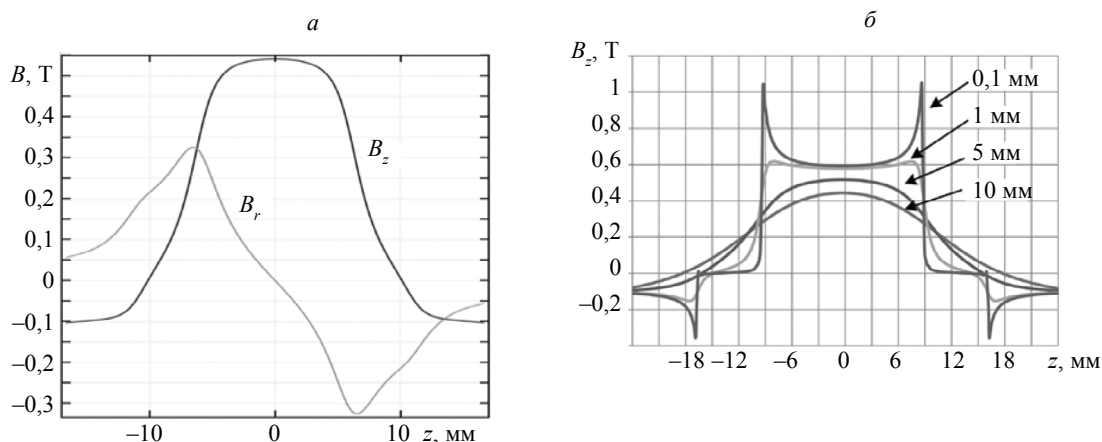 а
B, Т
0,4
0,3
0,2
0,1
0
–0,1
–0,2
–0,3
B_z
B_r
–10
0
10
z, мм
б
B_z, Т
1
0,8
0,6
0,4
0,2
0
–0,2
0,1 мм
1 мм
5 мм
10 мм
–18
–12
–6
0
6
12
18
z, мм